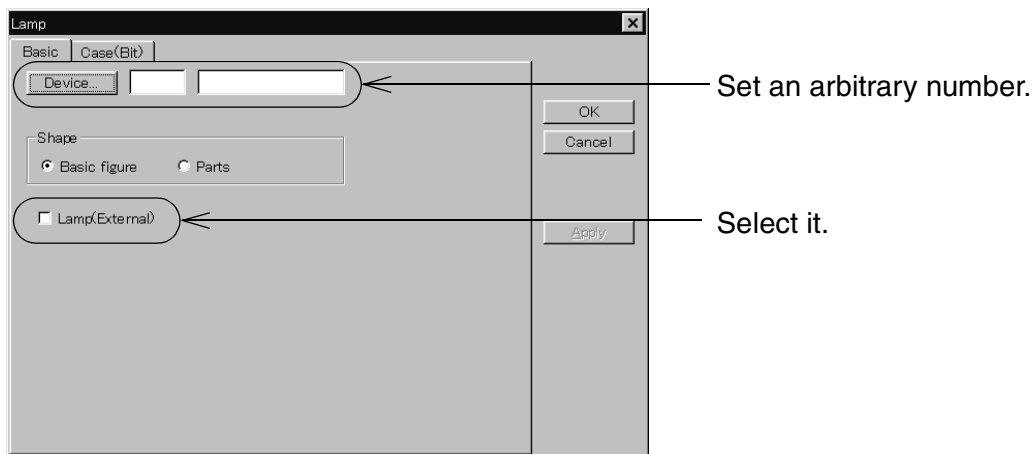 Lamp
Basic Case(Bit)
Device... Set an arbitrary number.
OK
Shape
Cancel
Basic figure Parts
Lamp(External) Select it.
Apply